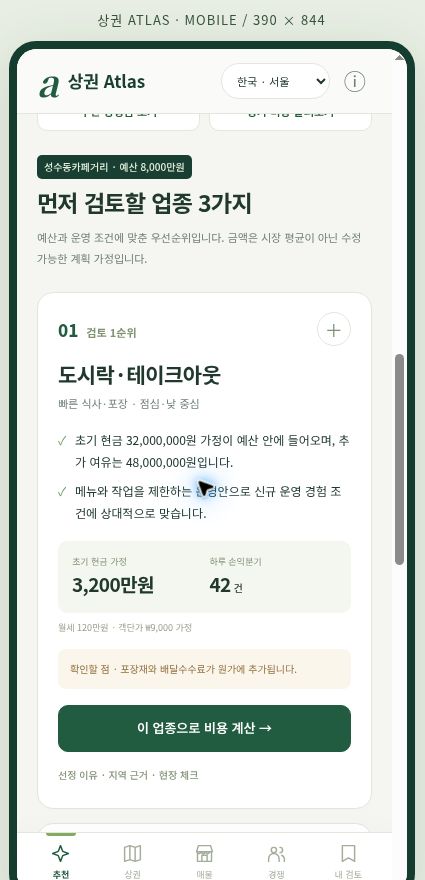 상권 ATLAS · MOBILE / 390 × 844
a 상권 Atlas
한국 · 서울
성수동카페거리 · 예산 8,000만원
먼저 검토할 업종 3가지
예산과 운영 조건에 맞춘 우선순위입니다. 금액은 시장 평균이 아닌 수정
가능한 계획 가정입니다.
01 검토 1순위
도시락·테이크아웃
빠른 식사·포장 · 점심·낮 중심
✓ 초기 현금 32,000,000원 가정이 예산 안에 들어오며, 추
가 여유는 48,000,000원입니다.
✓ 메뉴와 작업을 제한하는 신규 운영 경험 조
건에 상대적으로 맞습니다.
초기 현금 가정
3,200만원
하루 손익분기
42 건
월세 120만원 · 객단가 ₩9,000 가정
확인할 점 · 포장재와 배달수수료가 원가에 추가됩니다.
이 업종으로 비용 계산 →
선정 이유 · 지역 근거 · 현장 체크
추천
상권
매물
경쟁
내 검토